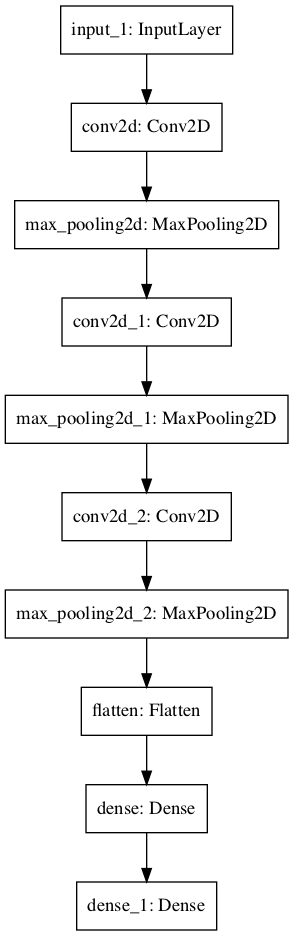 input_1: InputLayer
conv2d: Conv2D
max_pooling2d: MaxPooling2D
conv2d_1: Conv2D
max_pooling2d_1: MaxPooling2D
conv2d_2: Conv2D
max_pooling2d_2: MaxPooling2D
flatten: Flatten
dense: Dense
dense_1: Dense